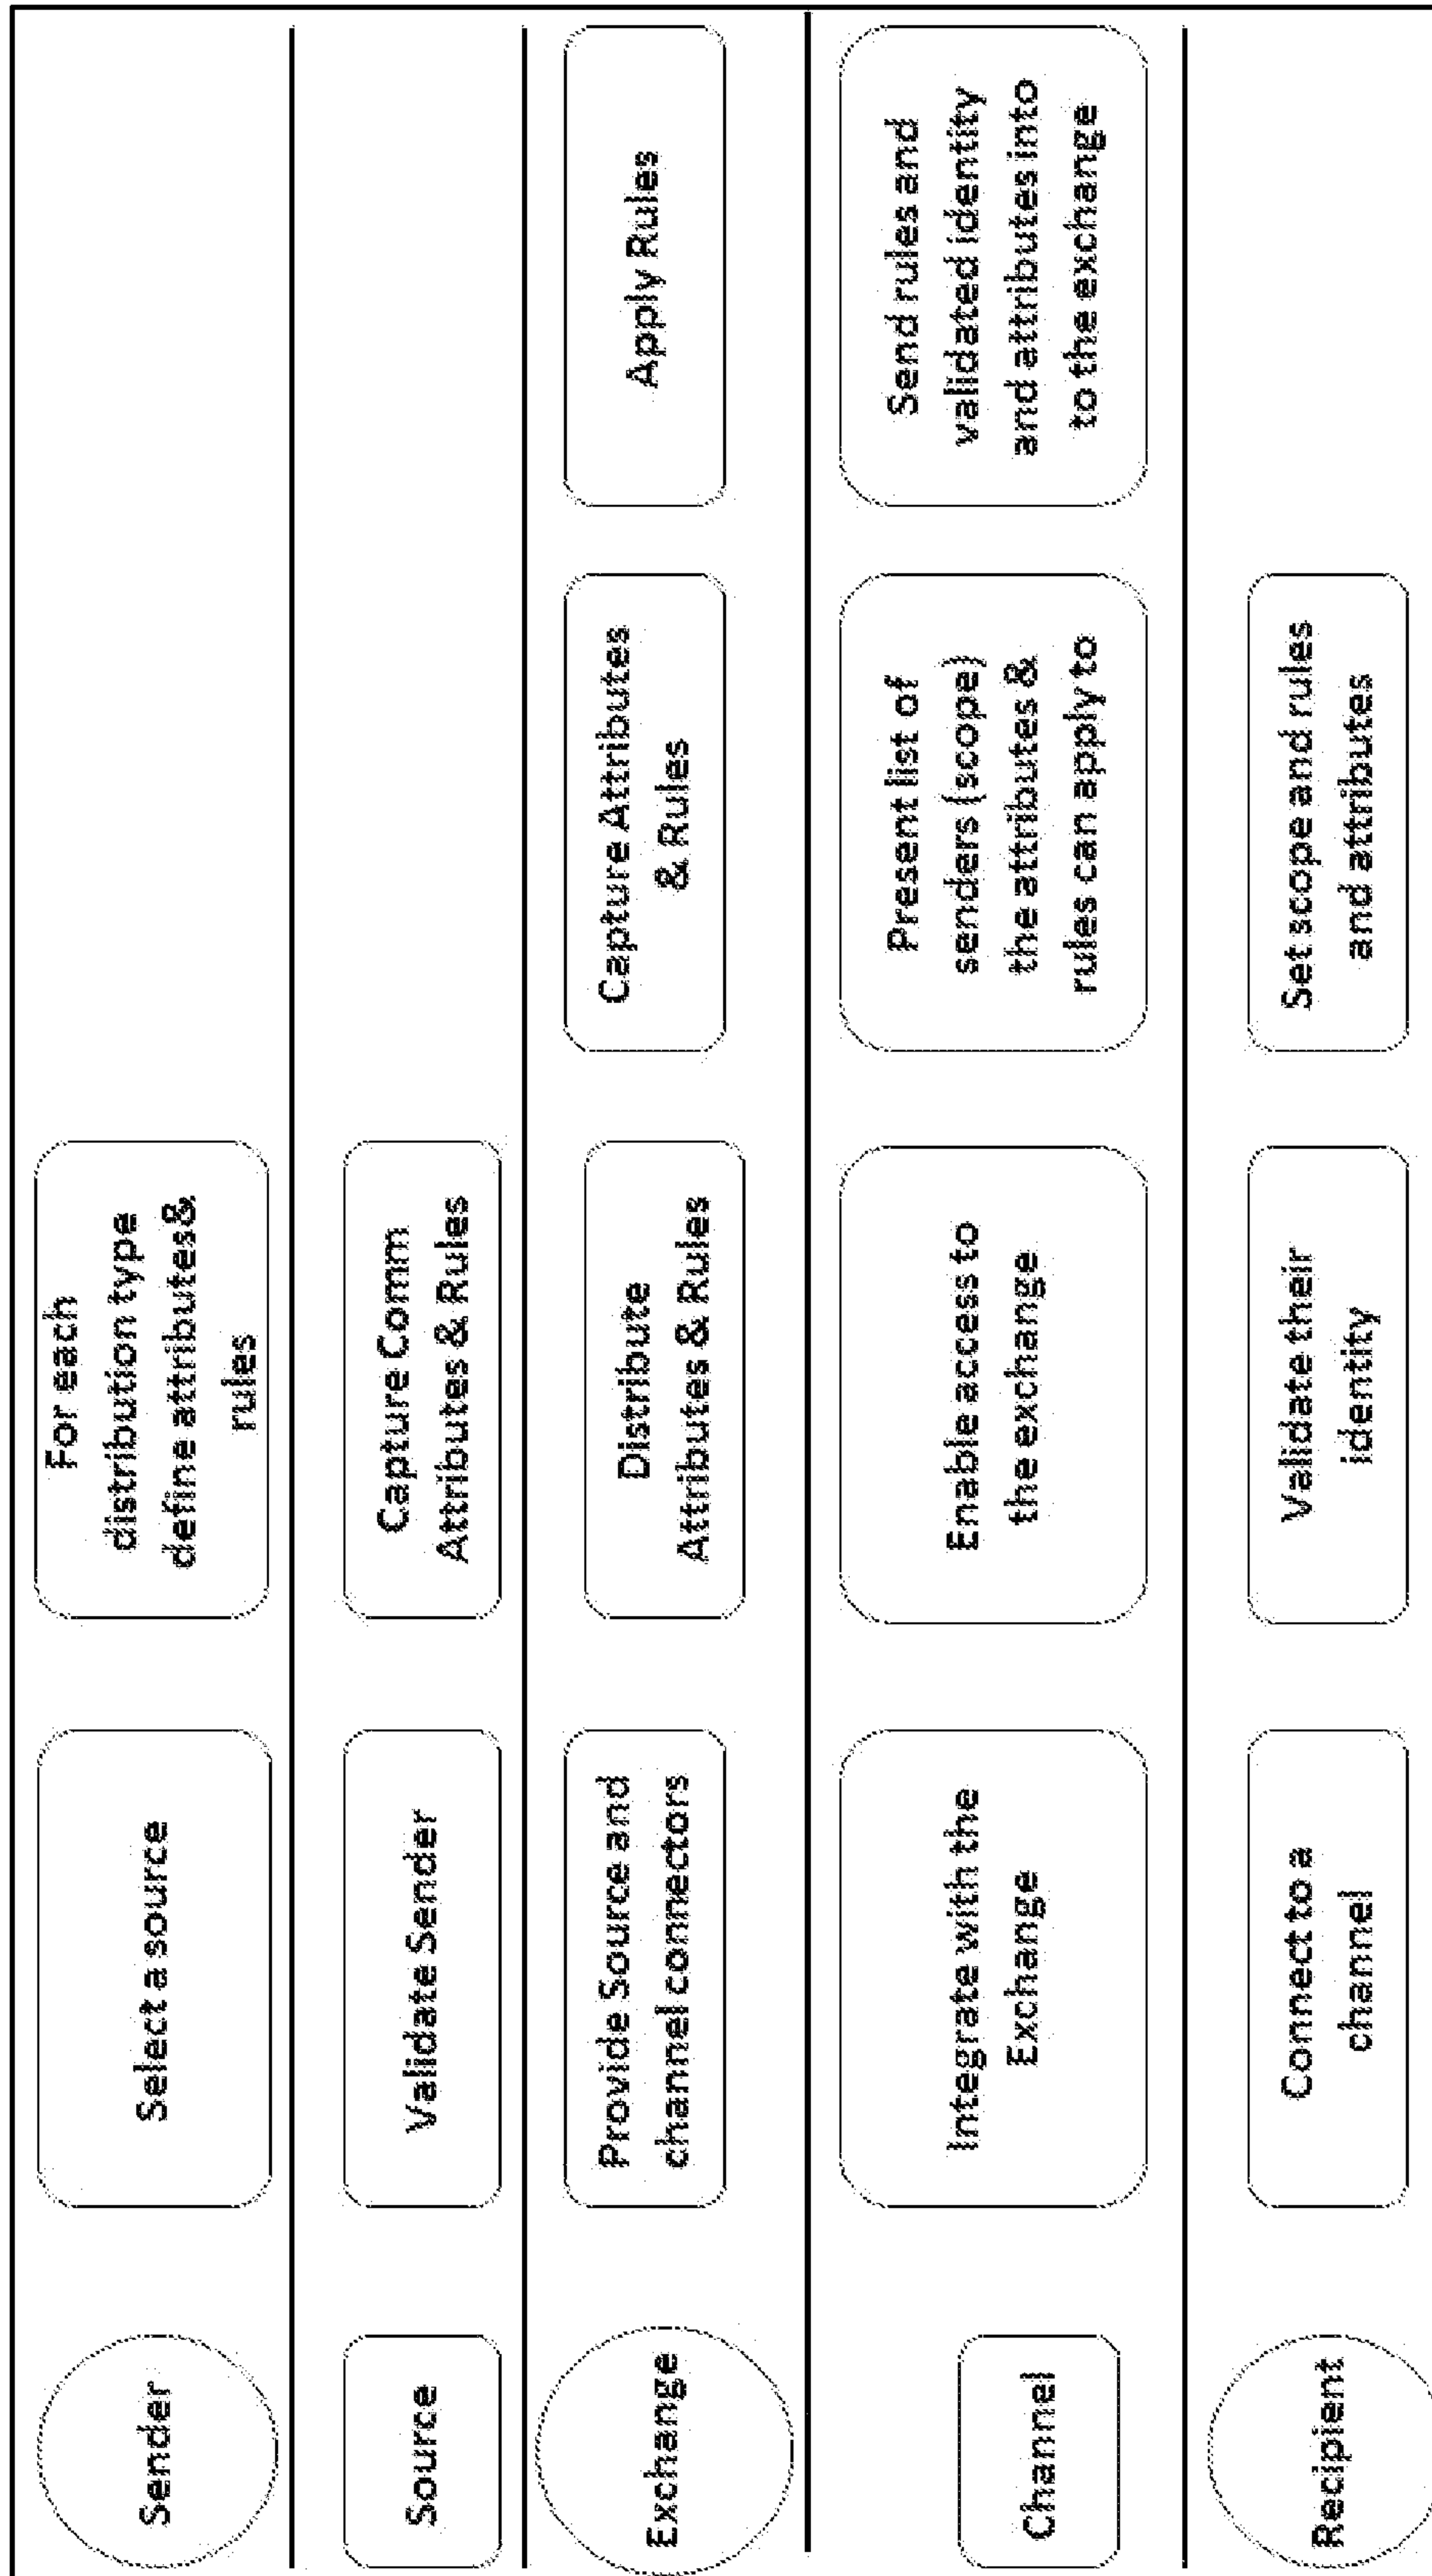 Sender
Select a source
For each
distribution type
define attributes&
rules
Source
Validate Sender
Capture Comm
Attributes & Rules
Exchange
Provide Source and
channel connectors
Distribute
Attributes & Rules
Capture Attributes
& Rules
Apply Rules
Channel
Integrate with the
Exchange
Enable access to
the exchange
Present list of
senders (scope)
the attributes &
rules can apply to
Send rules and
validated identity
and attributes into
to the exchange
Recipient
Connect to a
channel
Validate their
identity
Set scope and rules
and attributes